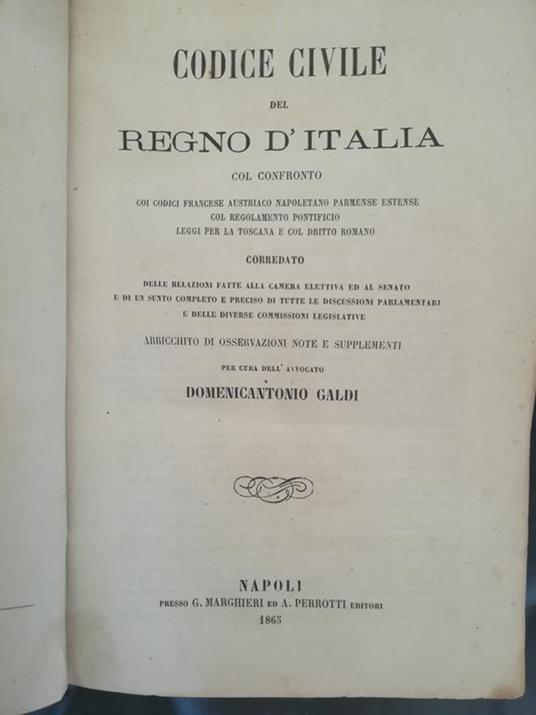 CODICE CIVILE
DEL
REGNO D'ITALIA
COL CONFRONTO
COI CODICI FRANCESE AUSTRIACO NAPOLETANO PARMENSE ESTENSE
COL REGOLAMENTO PONTIFICIO
LEGGI PER LA TOSCANA E COL DRITTO ROMANO
CORREDATO
DELLE RELAZIONI FATTE ALLA CAMERA ELETTIVA ED AL SENATO
E DI UN SUNTO COMPLETO E PRECISO DI TUTTE LE DISCUSSIONI PARLAMENTARI
E DELLE DIVERSE COMMISSIONI LEGISLATIVE
ARRICCHITO DI OSSERVAZIONI NOTE E SUPPLEMENTI
PER CURA DELL'AVVOCATO
DOMENICANTONIO GALDI
NAPOLI
PRESSO G. MARGHIERI ED A. PERROTTI EDITORI
1865